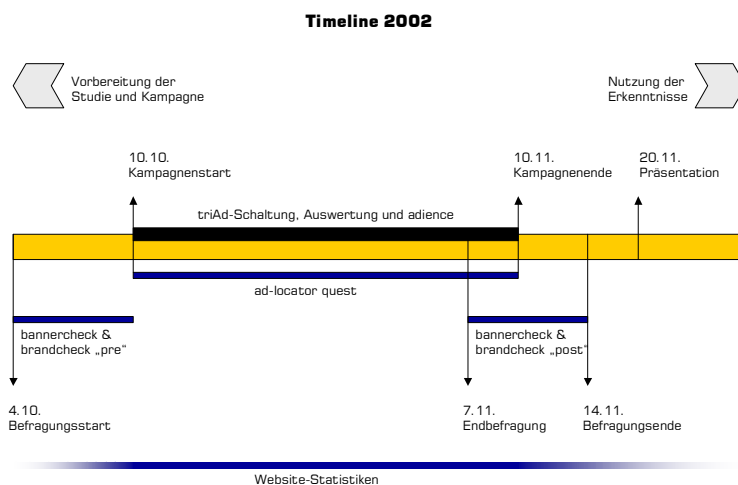 Timeline 2002
Vorbereitung der
Studie und Kampagne
Nutzung der
Erkenntnisse
10.10.
Kampagnenstart
10.11.
Kampagnenende
20.11.
Präsentation
triAd-Schaltung, Auswertung und adience
ad-locator quest
bannercheck &
brandcheck „pre“
bannercheck &
brandcheck „post“
4.10.
Befragungsstart
7.11.
Endbefragung
14.11.
Befragungsende
Website-Statistiken